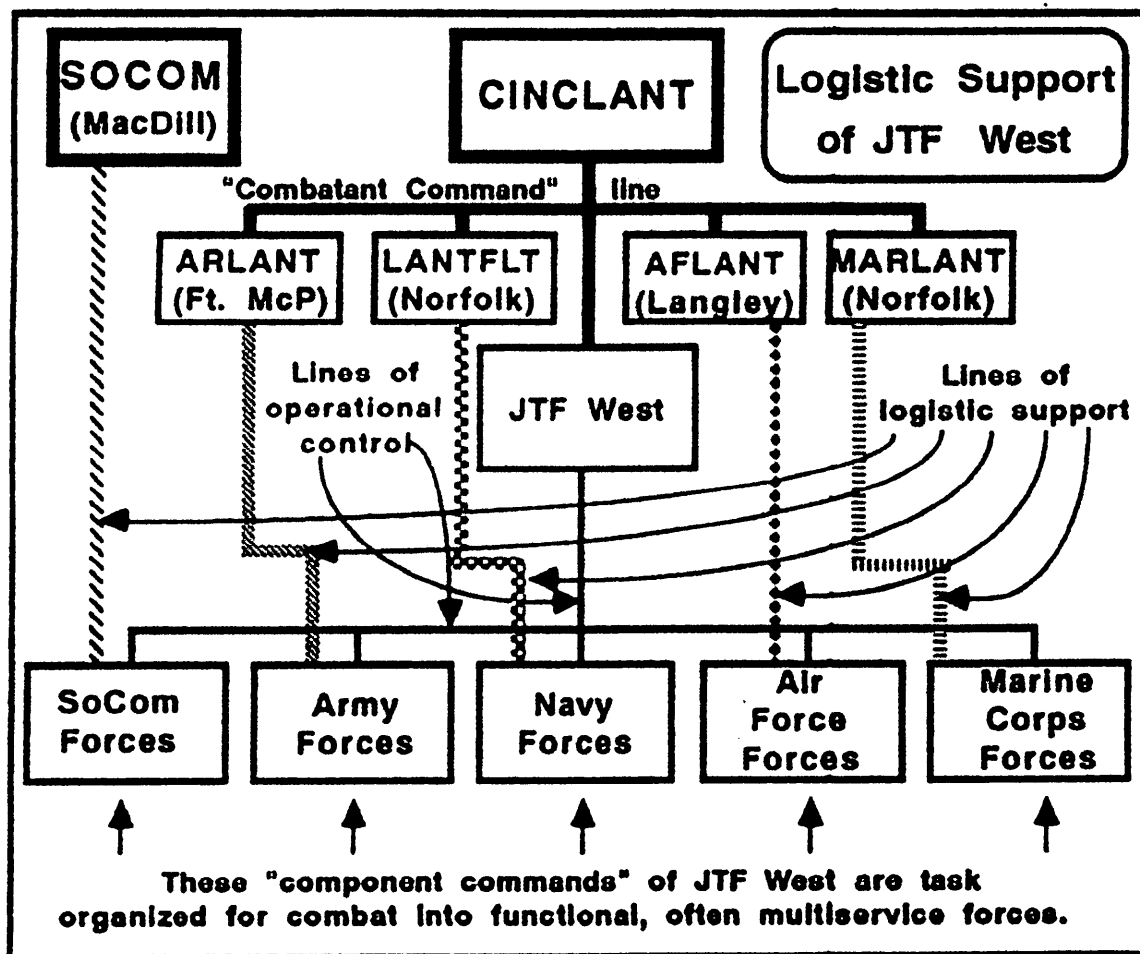 SOCOM
(MacDill)
CINCLANT
Logistic Support
of JTF West
"Combatant Command" line
ARLANT
(Ft. McP)
LANTFLT
(Norfolk)
AFLANT
(Langley)
MARLANT
(Norfolk)
Lines of
operational
control
JTF West
Lines of
logistic support
SoCom
Forces
Army
Forces
Navy
Forces
Air
Force
Forces
Marine
Corps
Forces
These "component commands" of JTF West are task
organized for combat into functional, often multiservice forces.